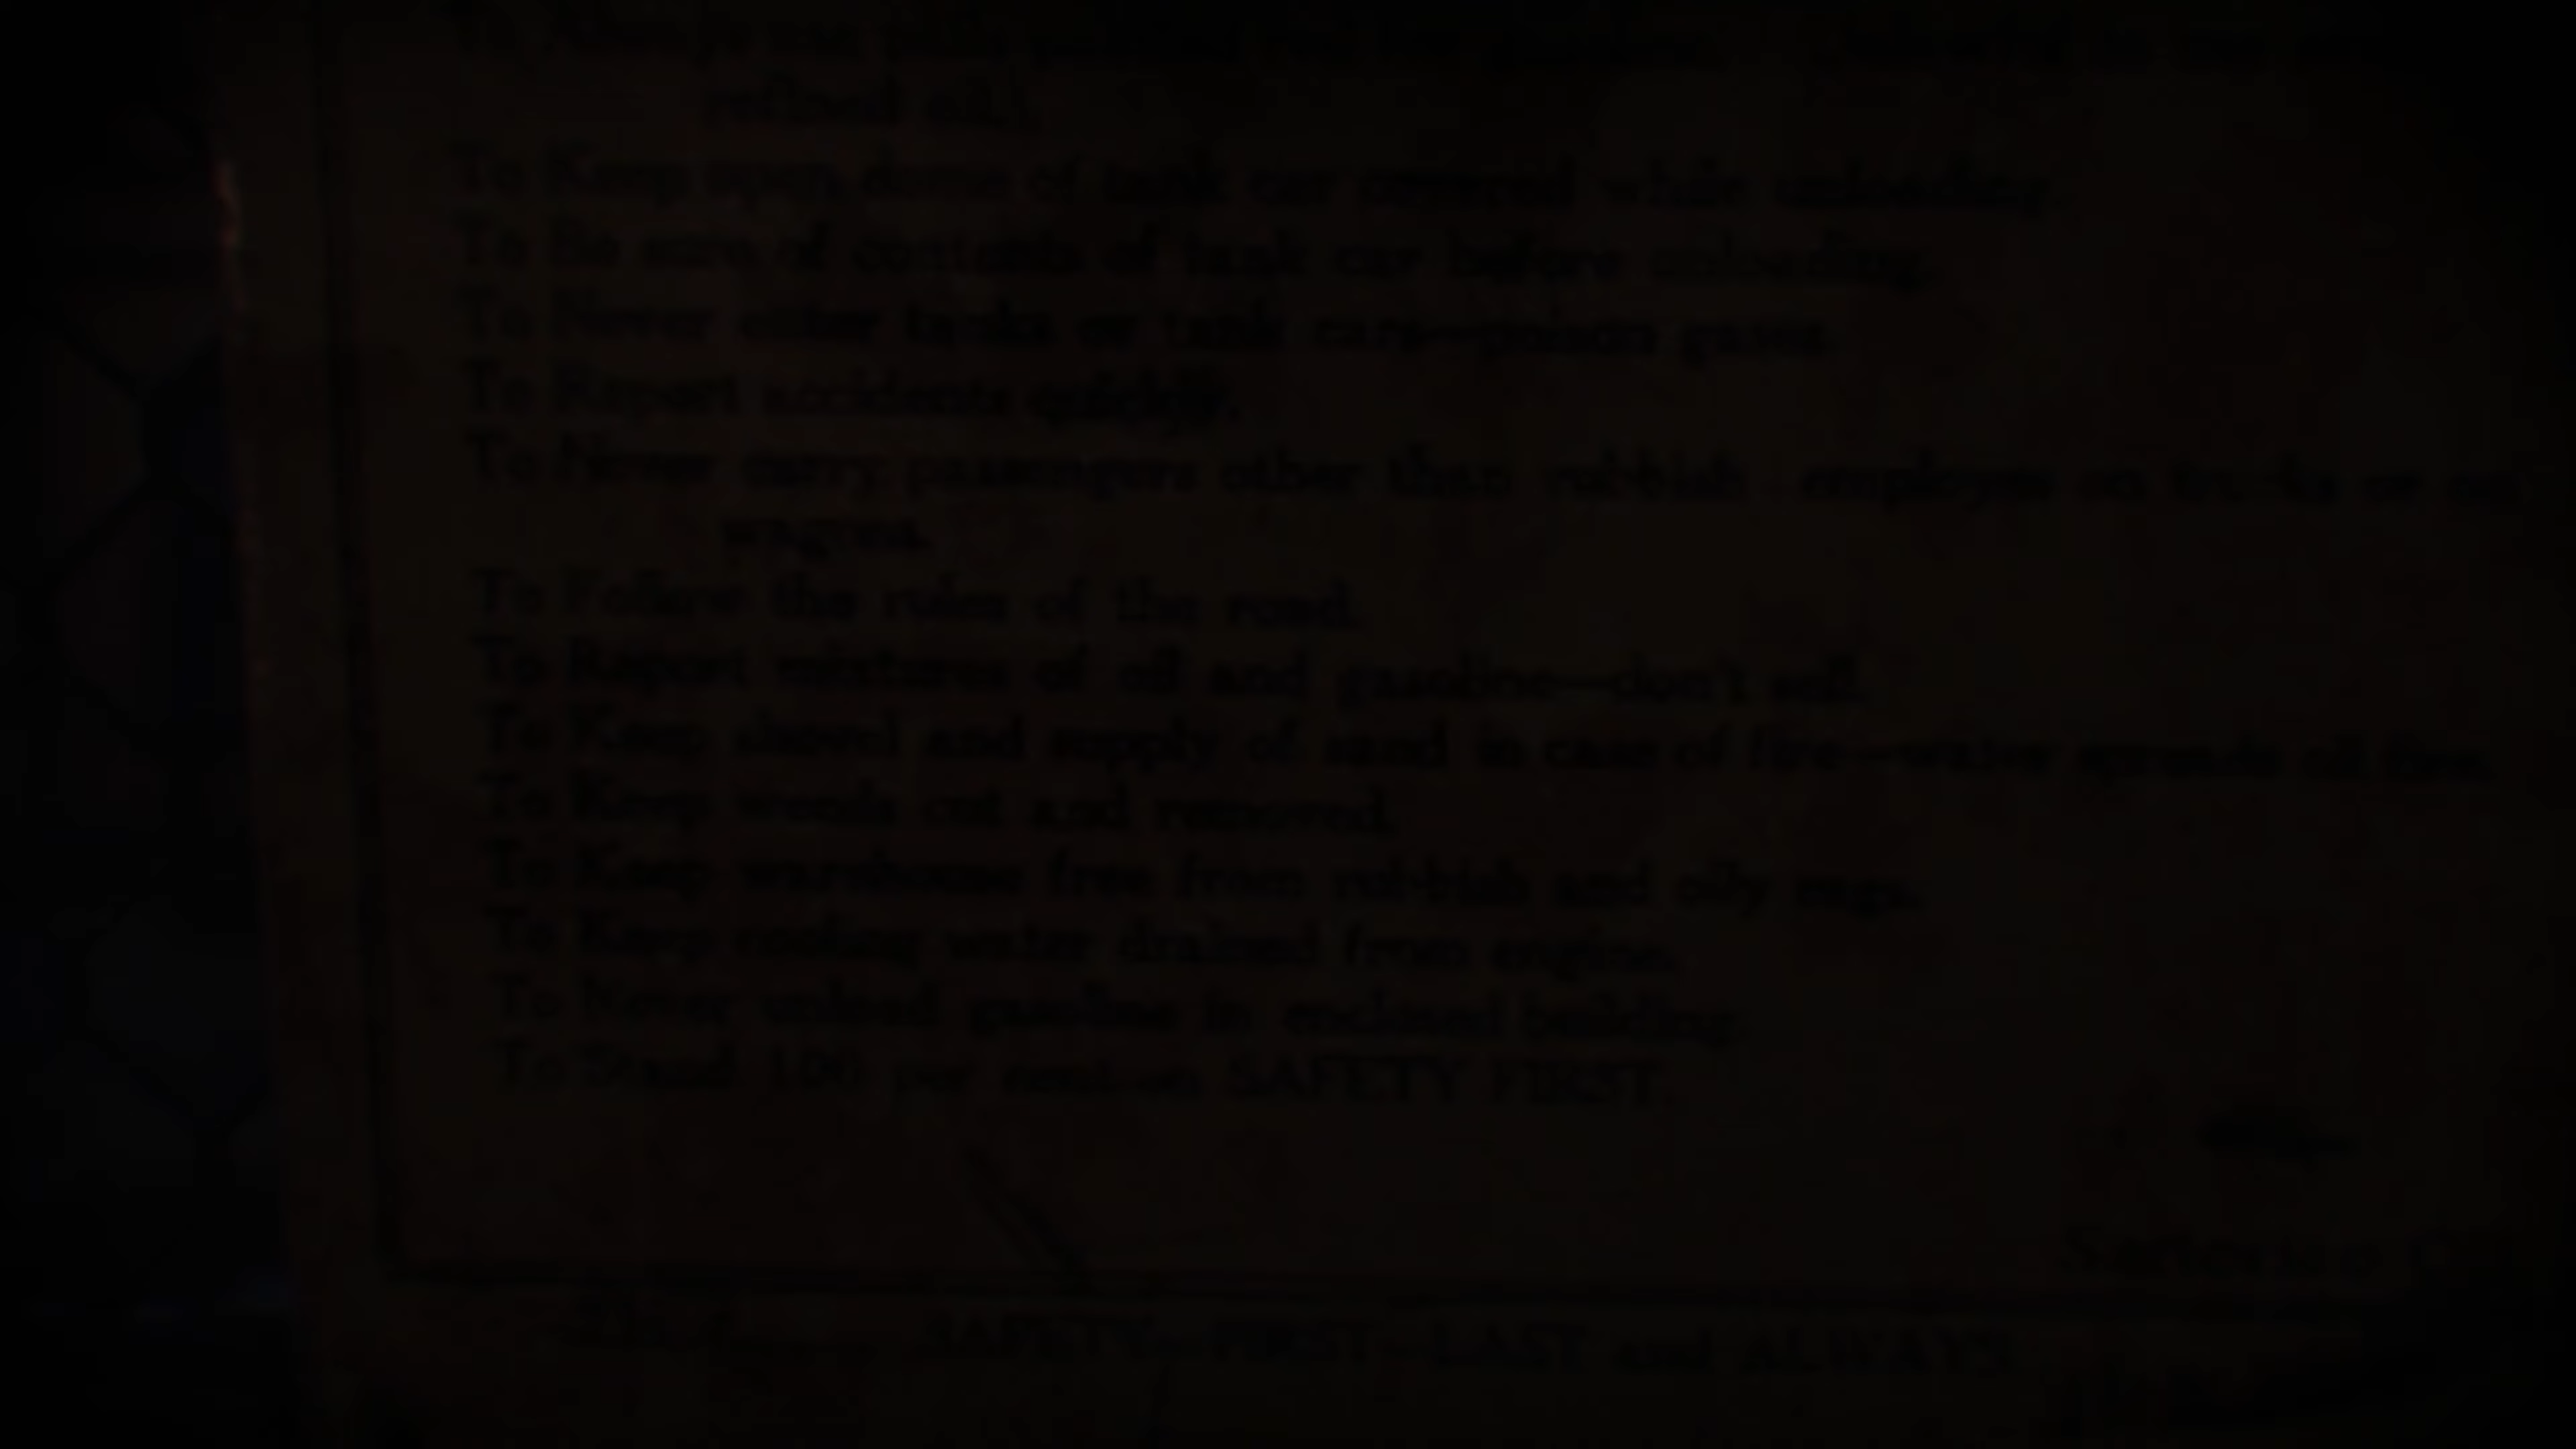 refined oil.)
To Keep open dome of tank car covered while unloading.
To Be sure of contents of tank car before unloading.
To Never enter tanks or tank cars—poison gases.
To Report accidents quickly.
To Never carry passengers other than rubbish employees on trucks or
wagons.
To Follow the rules of the road.
To Report mixtures of oil and gasoline—don't sell.
To Keep shovel and supply of sand in case of fire—water spreads oil fire.
To Keep weeds cut and removed.
To Keep warehouse free from rubbish and oily rags.
To Keep cooling water drained from engine.
To Never unload gasoline in enclosed building.
To Stand 100 per cent on SAFETY FIRST
SAFETY—FIRST—LAST and ALWAYS